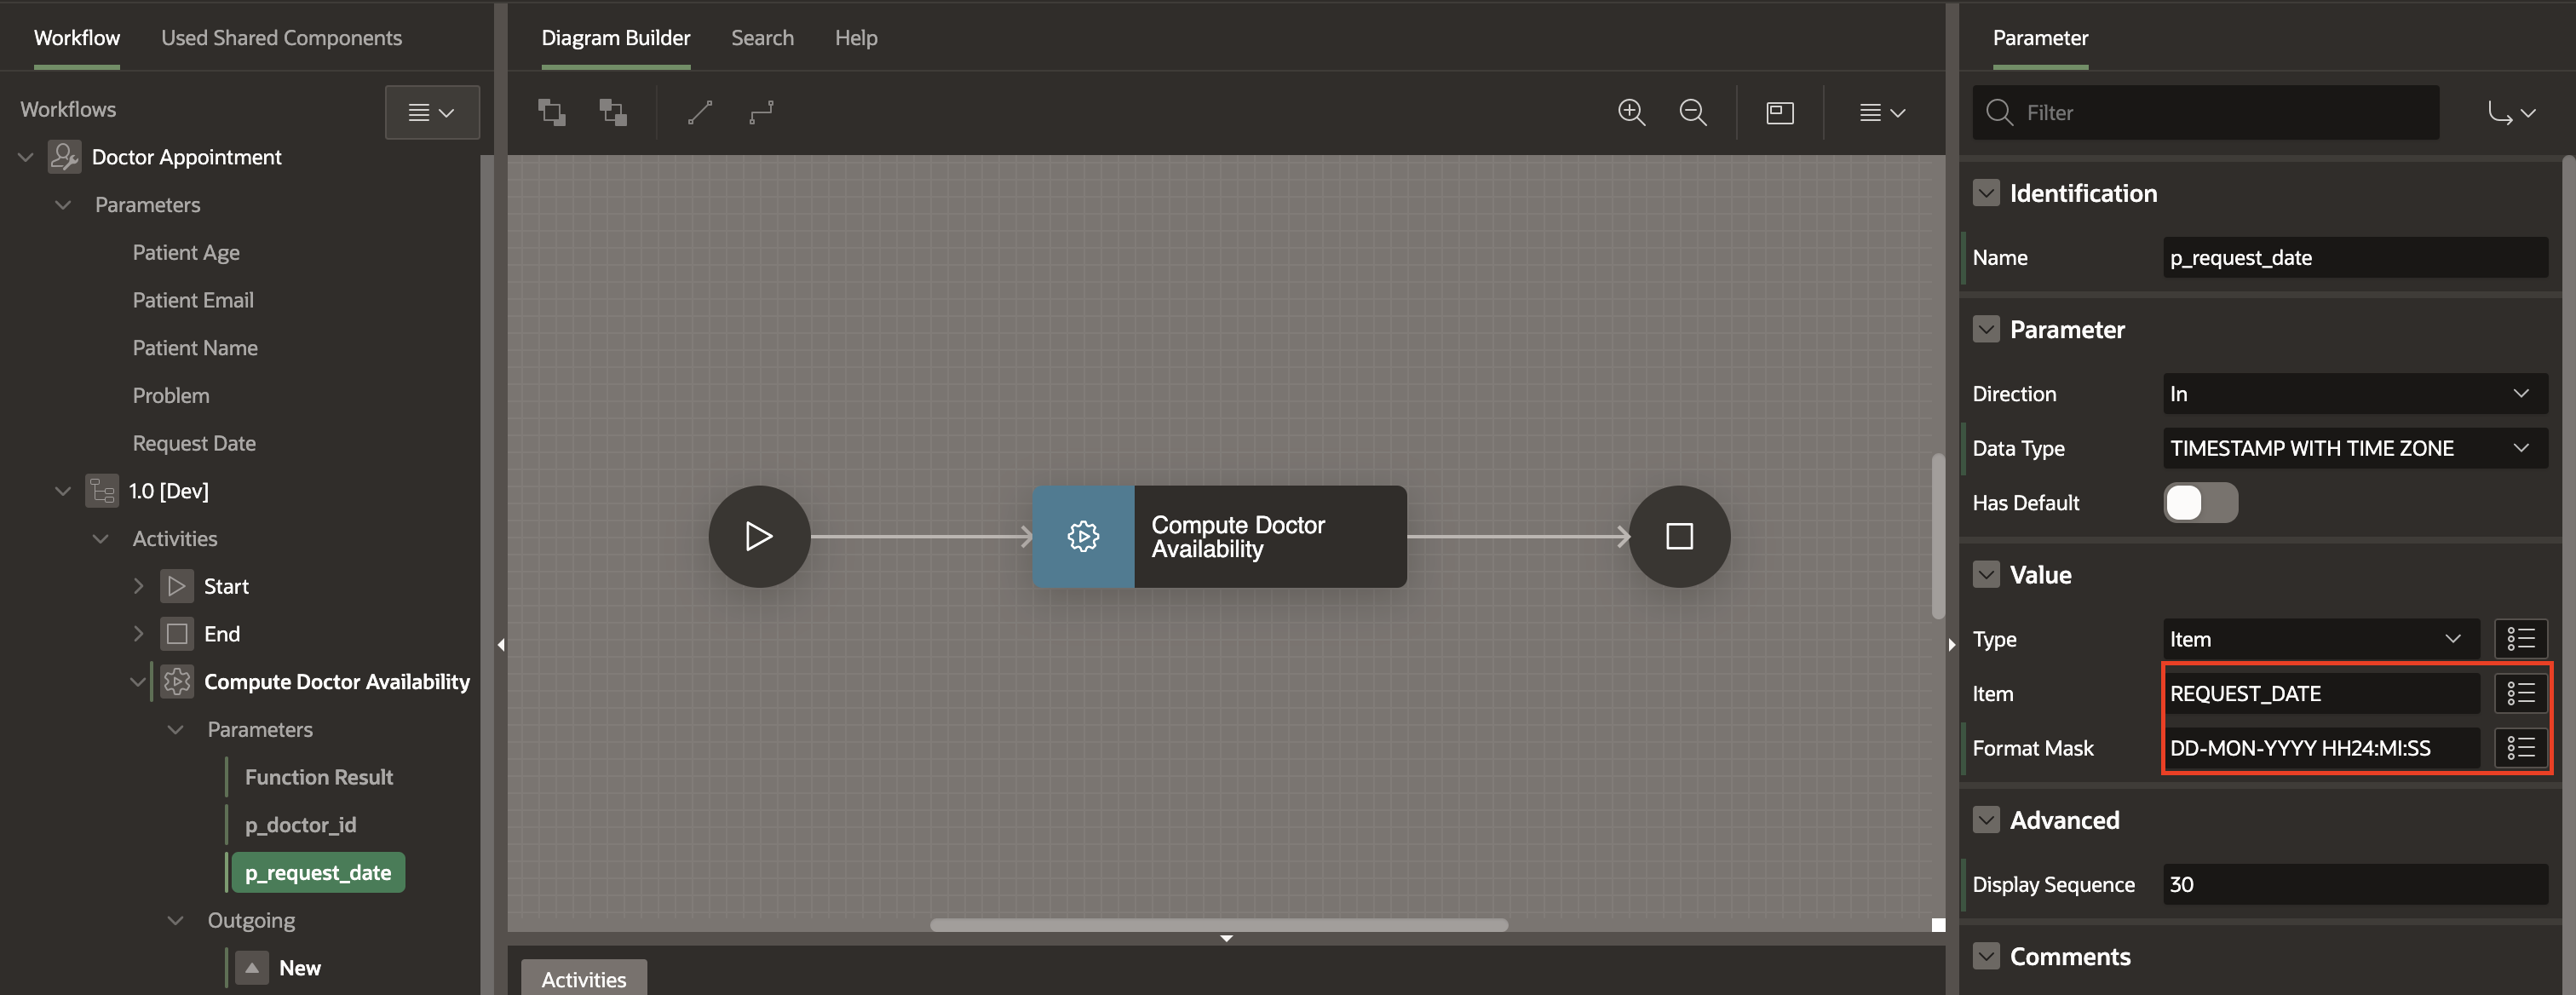 Workflow
Used Shared Components
Workflows
Doctor Appointment
Parameters
Patient Age
Patient Email
Patient Name
Problem
Request Date
1.0 [Dev]
Activities
Start
End
Compute Doctor Availability
Parameters
Function Result
p_doctor_id
p_request_date
Outgoing
New
Diagram Builder
Search
Help
Compute Doctor
Availability
Activities
Parameter
Filter
Identification
Name
p_request_date
Parameter
Direction
In
Data Type
TIMESTAMP WITH TIME ZONE
Has Default
Value
Type
Item
Item
REQUEST_DATE
Format Mask
DD-MON-YYYY HH24:MI:SS
Advanced
Display Sequence
30
Comments